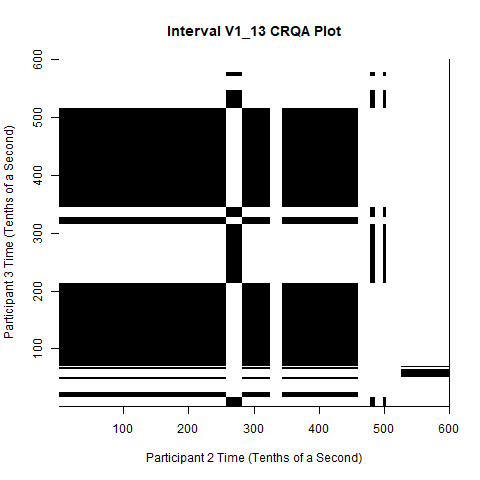 Interval V1_13 CRQA Plot
Participant 3 Time (Tenths of a Second)
600
500
400
300
200
100
100 200 300 400 500 600
Participant 2 Time (Tenths of a Second)